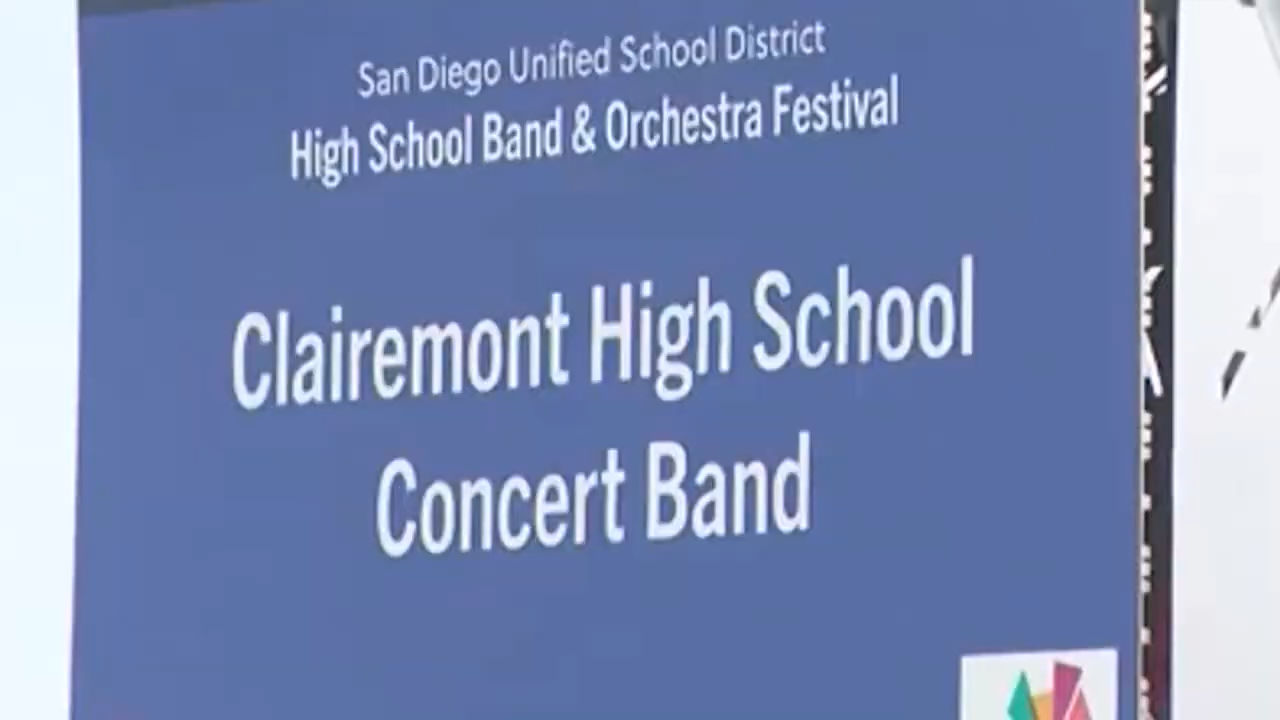 San Diego Unified School District
High School Band & Orchestra Festival
Clairemont High School
Concert Band